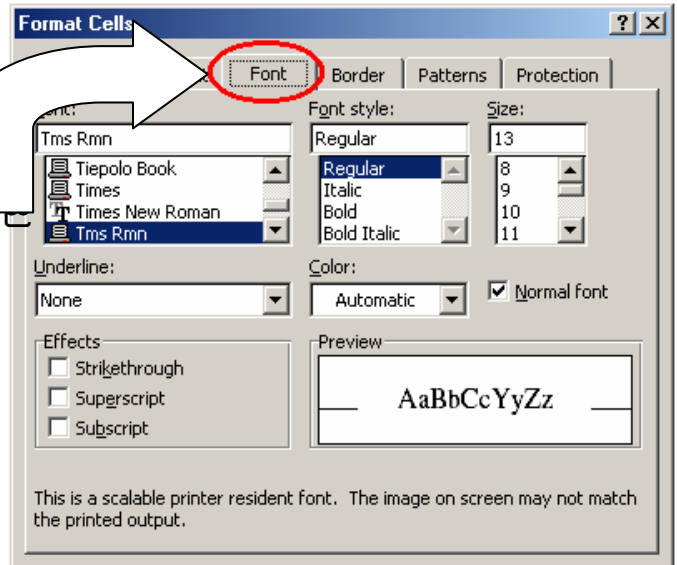 Format Cells
Font Border Patterns Protection
Font style: Size:
Tms Rmn Regular 13
Tiepolo Book Regular 8
Times Italic 9
Times New Roman Bold 10
Tms Rmn Bold Italic 11
Underline: Color:
None Automatic Normal font
Effects Preview
Strikethrough
Superscript AaBbCcYyZz
Subscript
This is a scalable printer resident font. The image on screen may not match
the printed output.